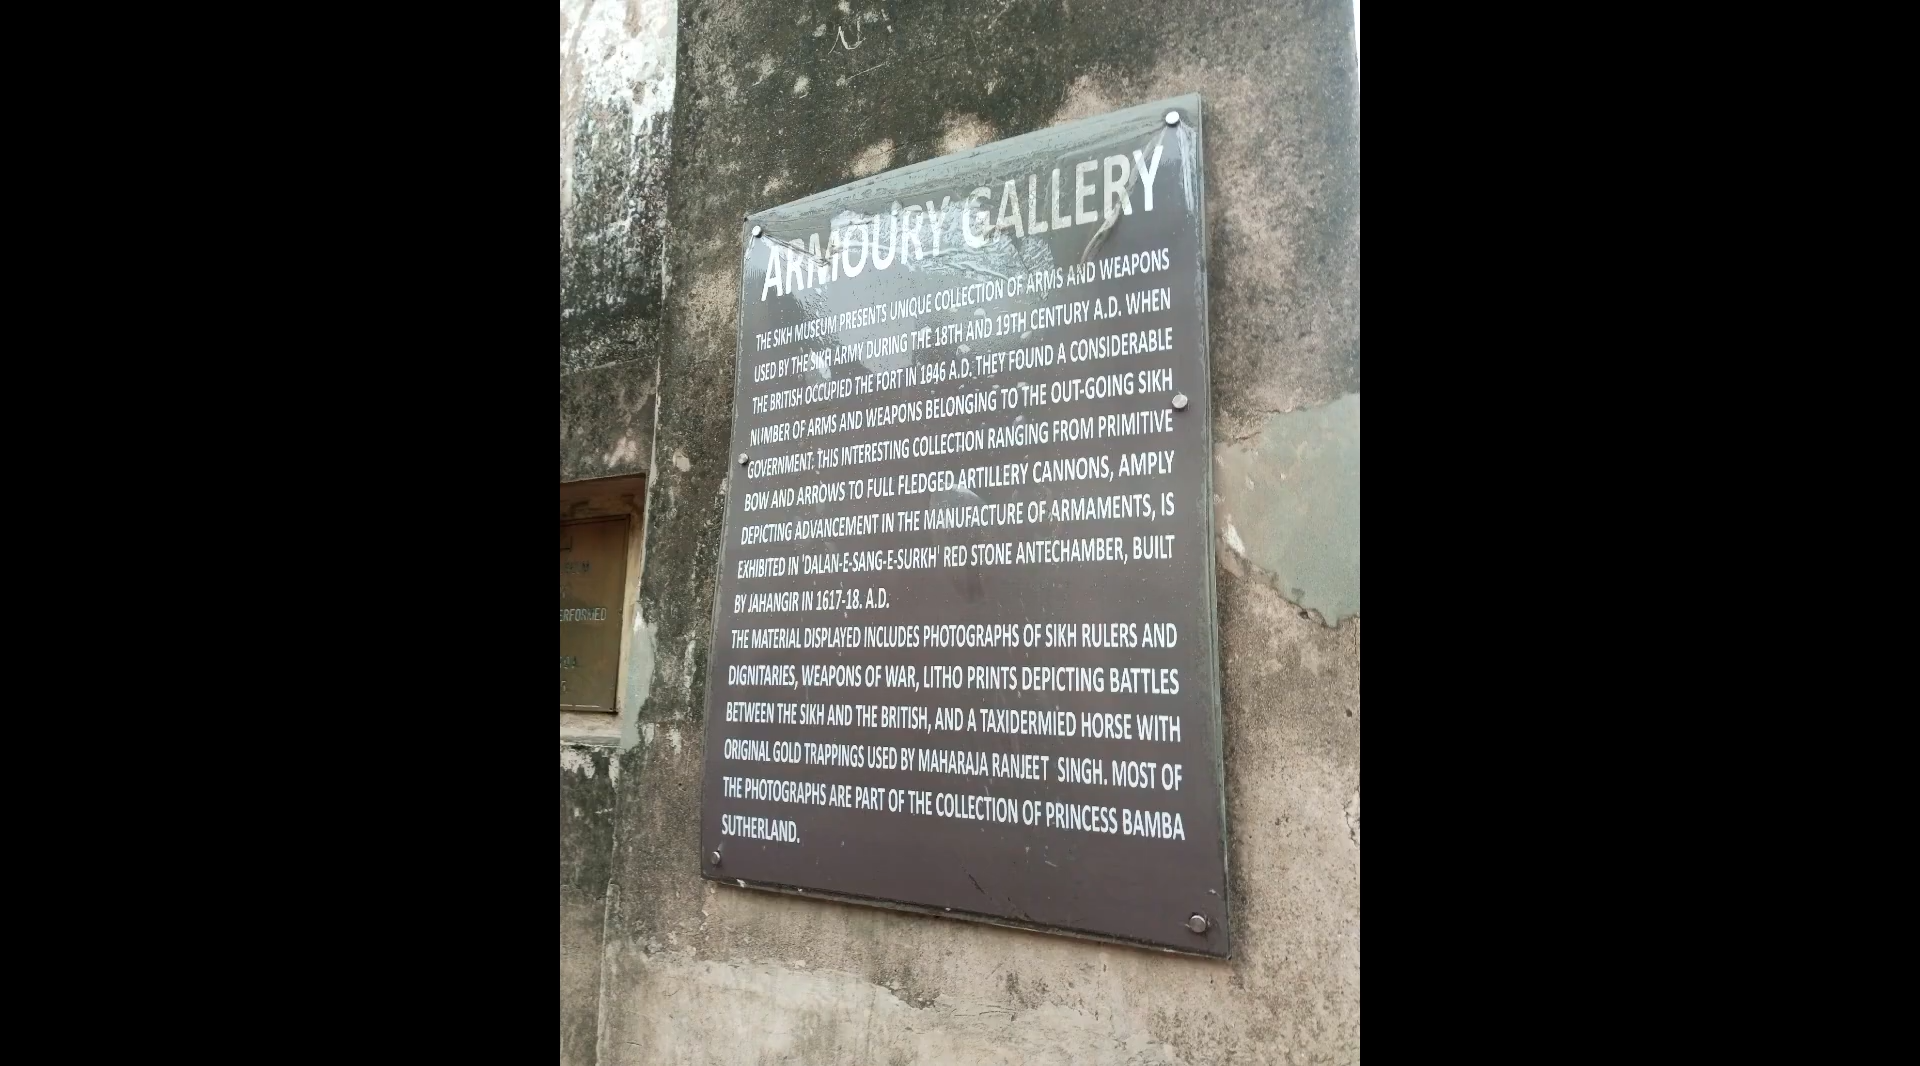 ARMOURY GALLERY
THE SIKH MUSEUM PRESENTS UNIQUE COLLECTION OF ARMS AND WEAPONS
USED BY THE SIKH ARMY DURING THE 18TH AND 19TH CENTURY A.D. WHEN
THE BRITISH OCCUPIED THE FORT IN 1846 A.D. THEY FOUND A CONSIDERABLE
NUMBER OF ARMS AND WEAPONS BELONGING TO THE OUT-GOING SIKH
GOVERNMENT. THIS INTERESTING COLLECTION RANGING FROM PRIMITIVE
BOW AND ARROWS TO FULL FLEDGED ARTILLERY CANNONS, AMPLY
DEPICTING ADVANCEMENT IN THE MANUFACTURE OF ARMAMENTS, IS
EXHIBITED IN 'DALAN-E-SANG-E-SURKH' RED STONE ANTECHAMBER, BUILT
BY JAHANGIR IN 1617-18. A.D.
THE MATERIAL DISPLAYED INCLUDES PHOTOGRAPHS OF SIKH RULERS AND
DIGNITARIES, WEAPONS OF WAR, LITHO PRINTS DEPICTING BATTLES
BETWEEN THE SIKH AND THE BRITISH, AND A TAXIDERMIED HORSE WITH
ORIGINAL GOLD TRAPPINGS USED BY MAHARAJA RANJEET SINGH. MOST OF
THE PHOTOGRAPHS ARE PART OF THE COLLECTION OF PRINCESS BAMBA
SUTHERLAND.